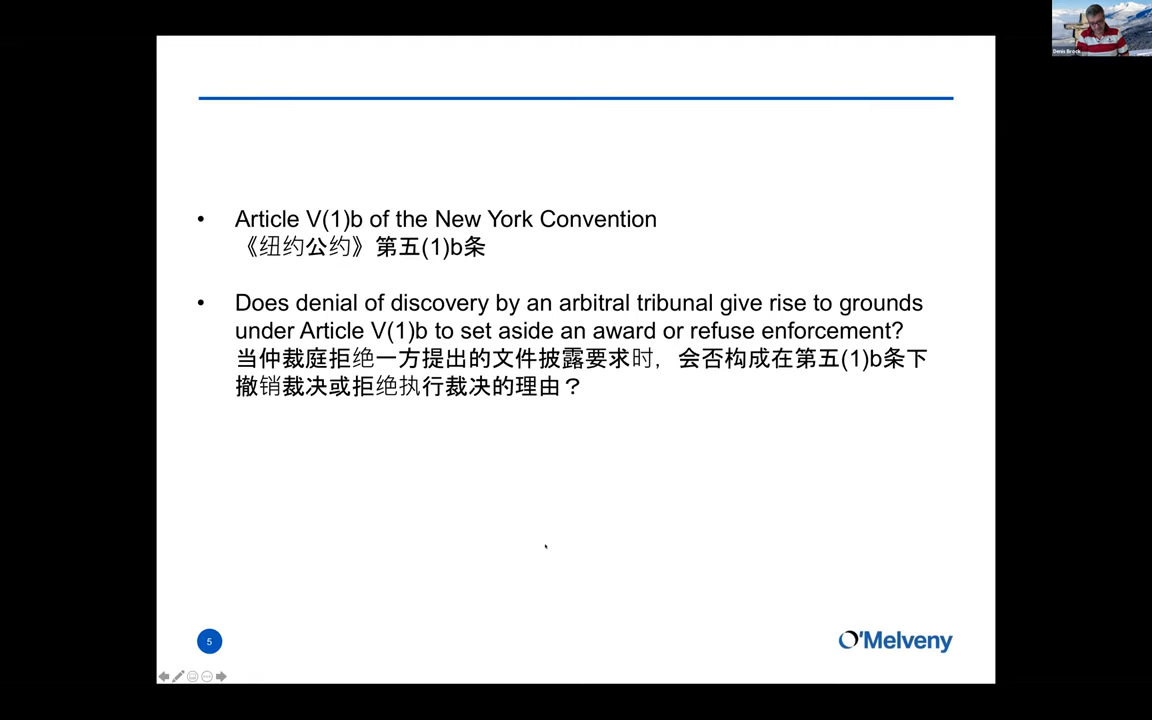 Denis Brock
• Article V(1)b of the New York Convention
《纽约公约》第五(1)b条
• Does denial of discovery by an arbitral tribunal give rise to grounds
under Article V(1)b to set aside an award or refuse enforcement?
当仲裁庭拒绝一方提出的文件披露要求时，会否构成在第五(1)b条下
撤销裁决或拒绝执行裁决的理由？
5
O'Melveny